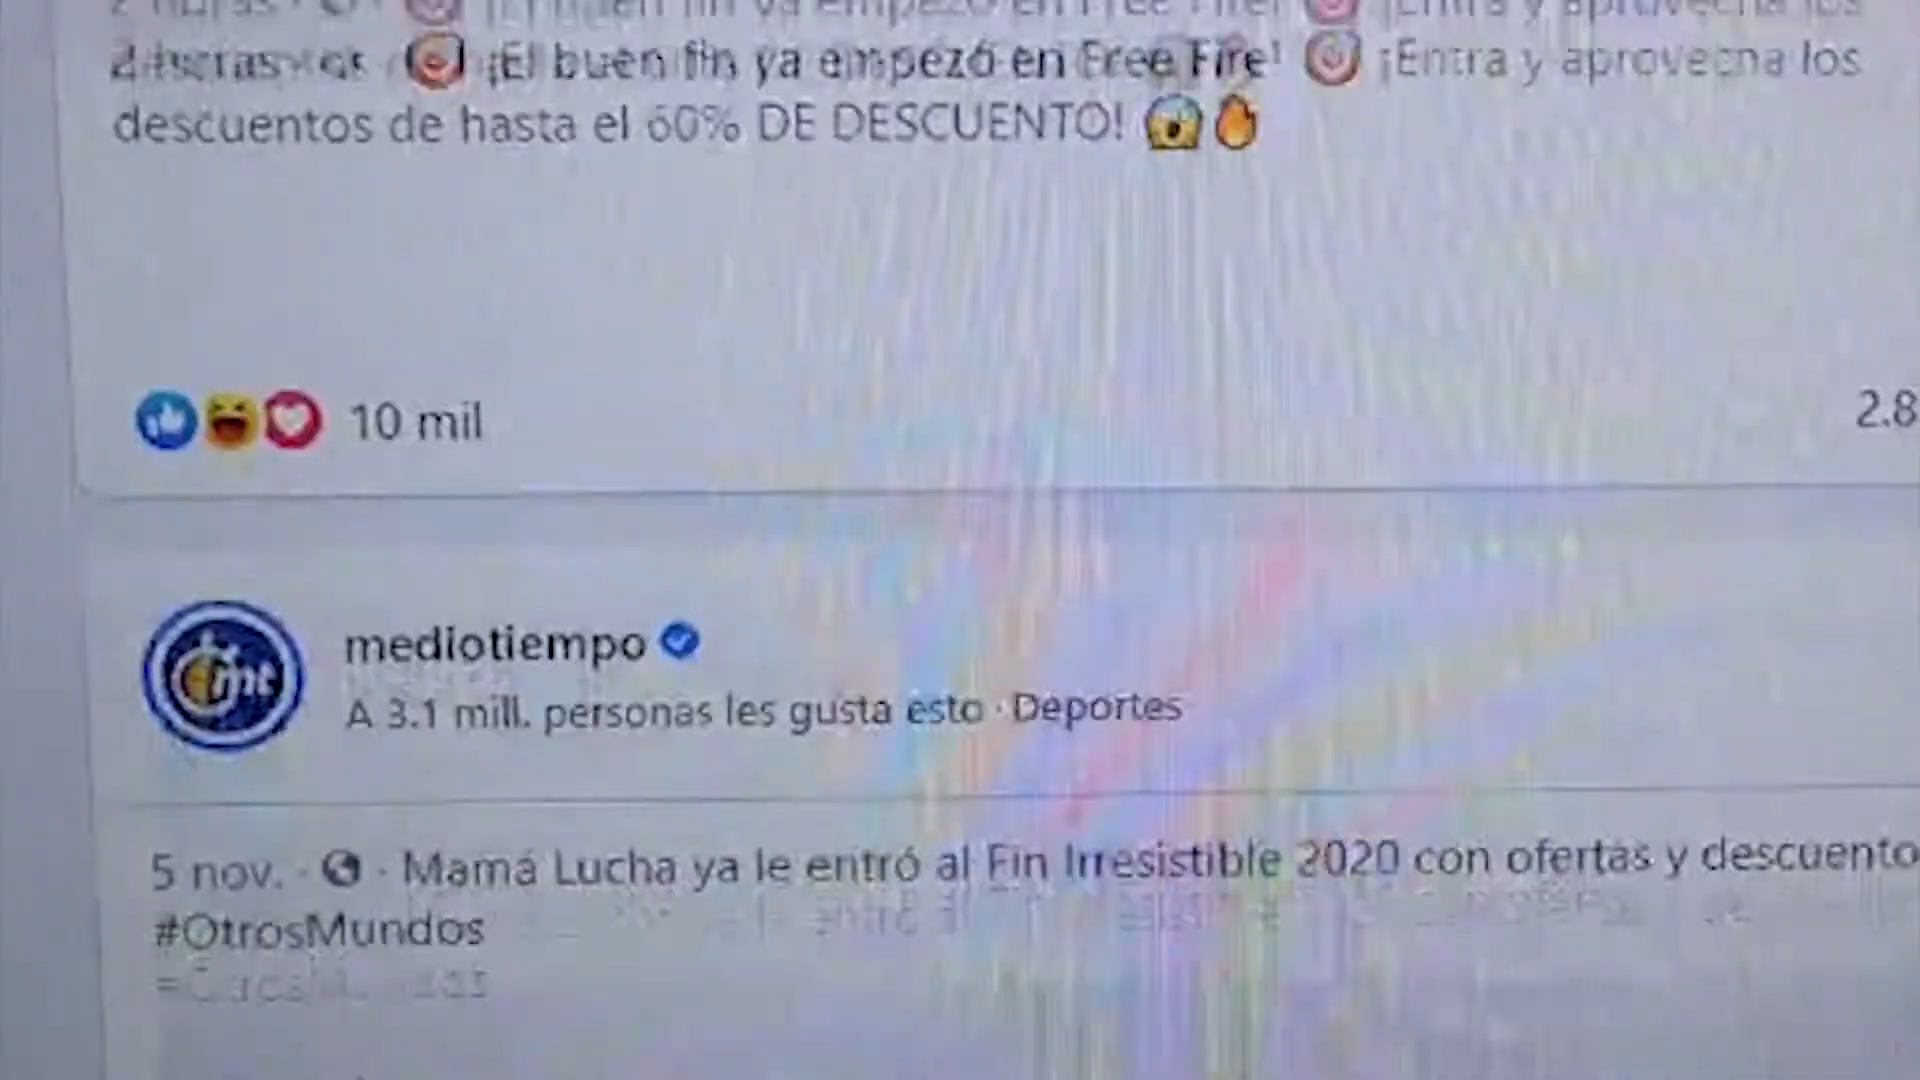 ¡El buen fin ya empezó en Free Fire! ¡Entra y aprovecha los
descuentos de hasta el 60% DE DESCUENTO!
10 mil
2.8
mediotiempo
A 3.1 mill. personas les gusta esto · Deportes
5 nov. · Mamá Lucha ya le entró al Fin Irresistible 2020 con ofertas y descuento
#OtrosMundos